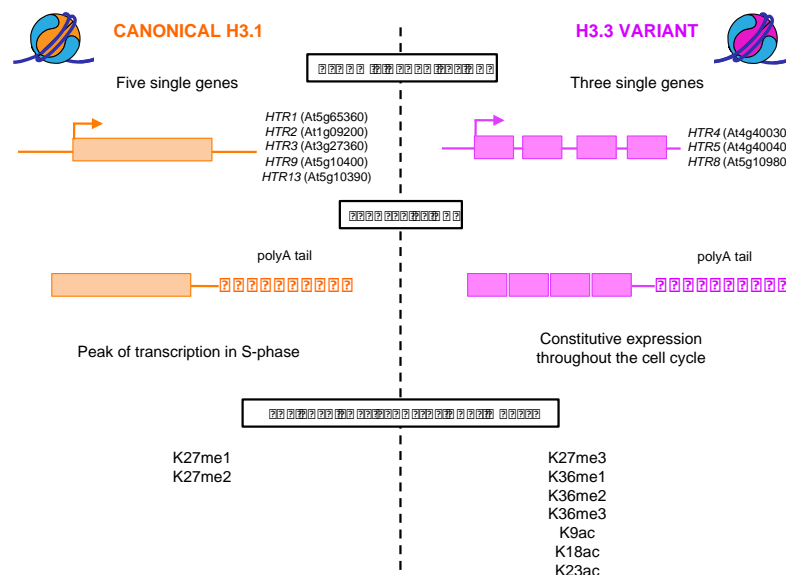 CANONICAL H3.1
H3.3 VARIANT
Five single genes
Three single genes
HTR1 (At5g65360)
HTR2 (At1g09200)
HTR3 (At3g27360)
HTR9 (At5g10400)
HTR13 (At5g10390)
HTR4 (At4g40030)
HTR5 (At4g40040)
HTR8 (At5g10980)
polyA tail
polyA tail
Peak of transcription in S-phase
Constitutive expression
throughout the cell cycle
K27me1
K27me2
K27me3
K36me1
K36me2
K36me3
K9ac
K18ac
K23ac